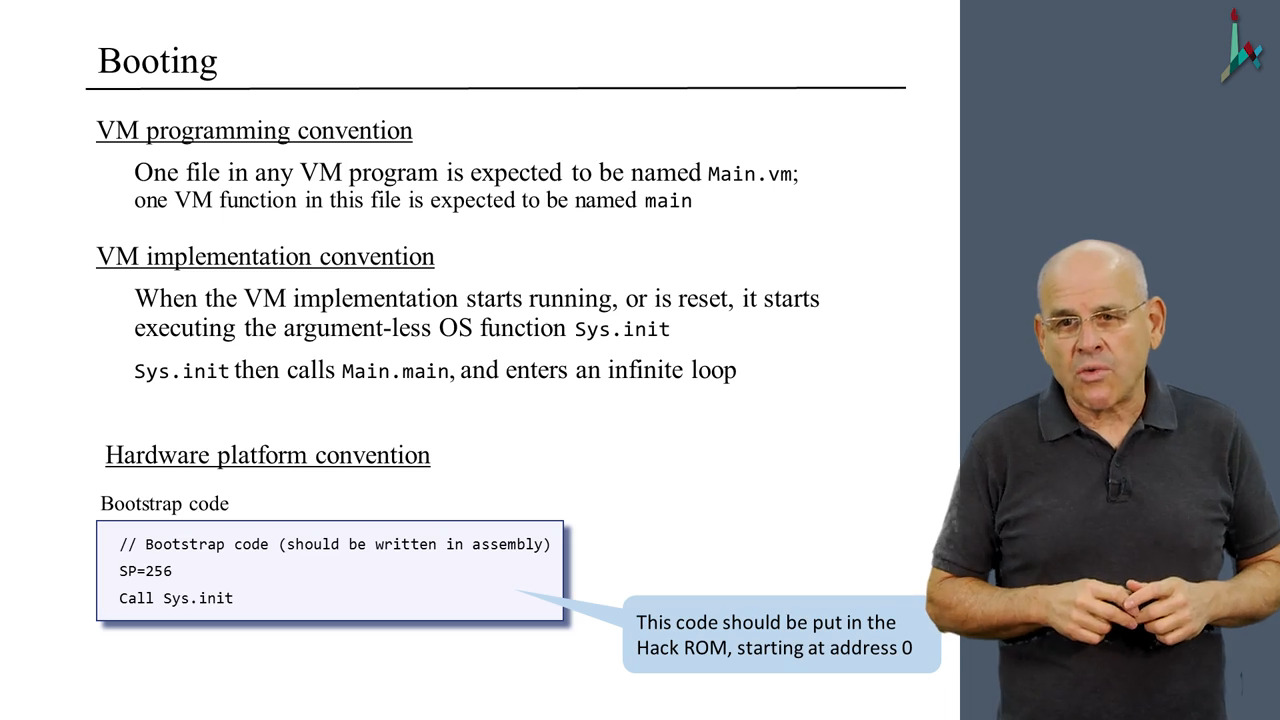 Booting
VM programming convention
One file in any VM program is expected to be named Main.vm;
one VM function in this file is expected to be named main
VM implementation convention
When the VM implementation starts running, or is reset, it starts
executing the argument-less OS function Sys.init
Sys.init then calls Main.main, and enters an infinite loop
Hardware platform convention
Bootstrap code
// Bootstrap code (should be written in assembly)
SP=256
Call Sys.init
This code should be put in the
Hack ROM, starting at address 0